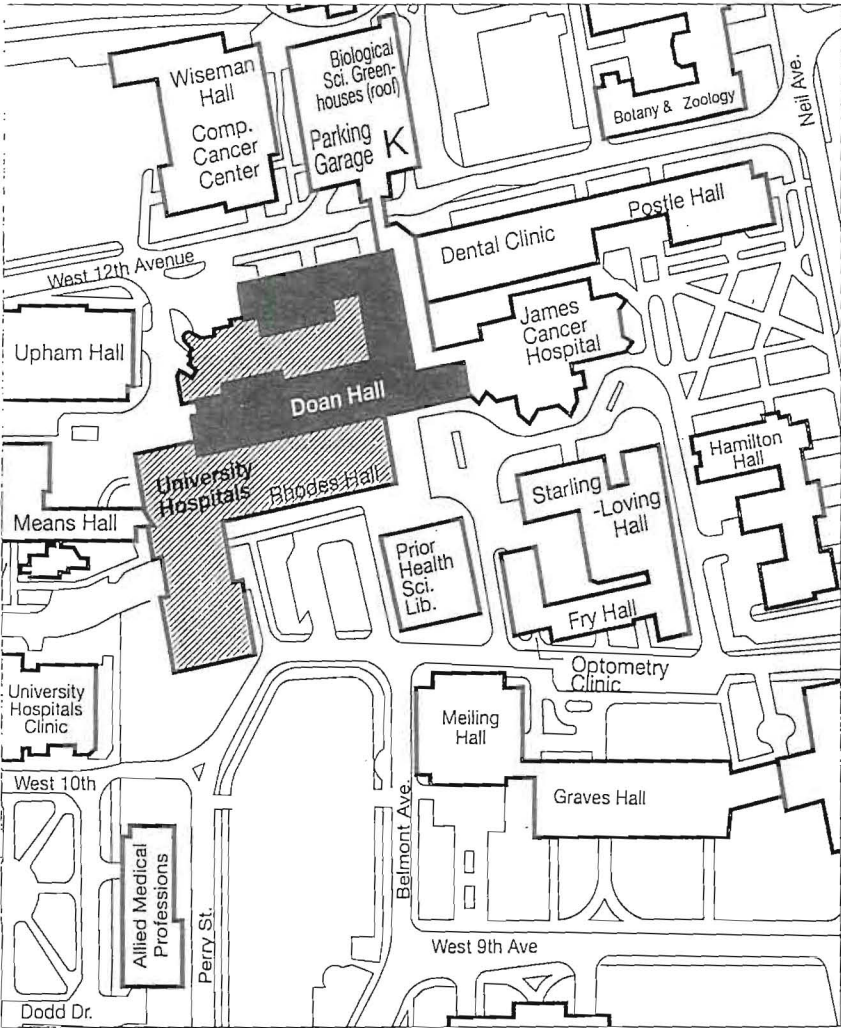 Wiseman
Hall
Comp.
Cancer
Center
Biological
Sci. Green-
houses (roof)
Parking
Garage K
Botany & Zoology
Neil Ave.
Postle Hall
Dental Clinic
West 12th Avenue
James
Cancer
Hospital
Upham Hall
Doan Hall
Hamilton
Hall
University
Hospitals
Rhodes Hall
Starling
-Loving
Hall
Means Hall
Prior
Health
Sci.
Lib.
Fry Hall
Optometry
Clinic
University
Hospitals
Clinic
Meiling
Hall
West 10th
Graves Hall
Belmont Ave.
Allied Medical
Professions
Perry St.
West 9th Ave
Dodd Dr.